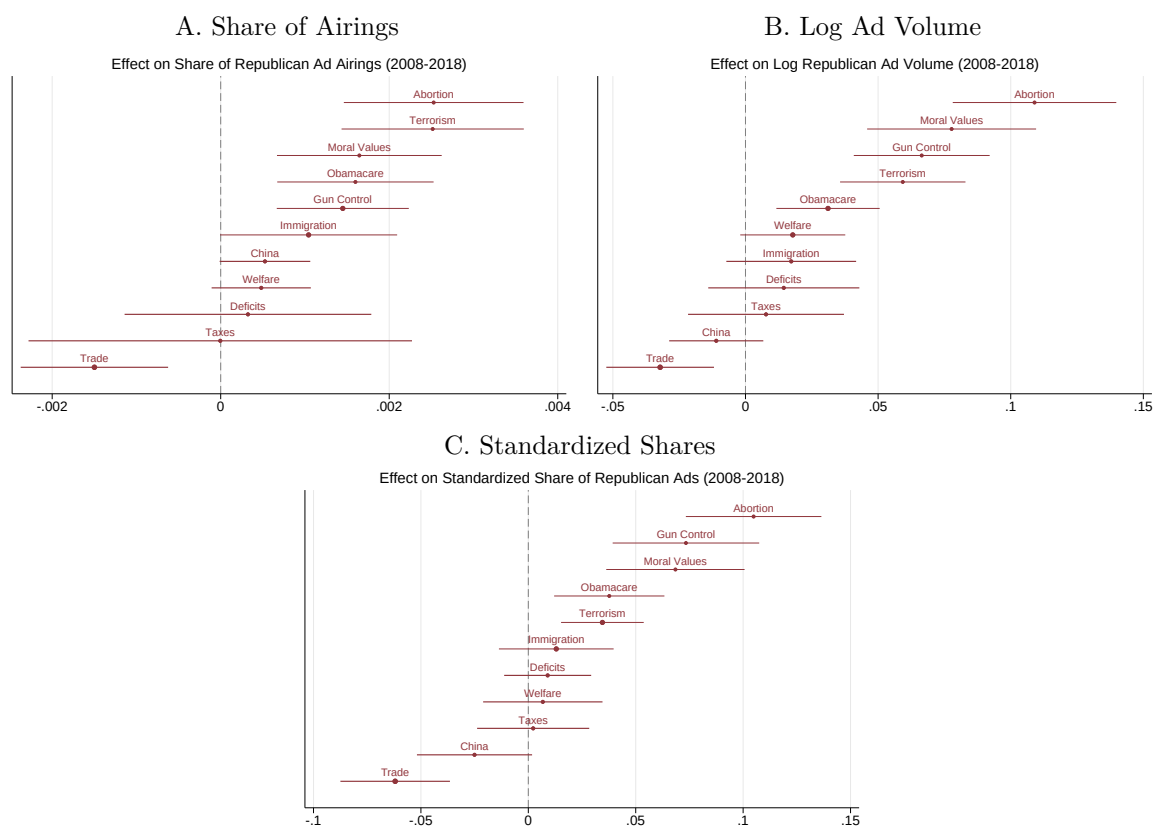 A. Share of Airings
Effect on Share of Republican Ad Airings (2008-2018)
Abortion
Terrorism
Moral Values
Obamacare
Gun Control
Immigration
China
Welfare
Deficits
Taxes
Trade
-.002 0 .002 .004
B. Log Ad Volume
Effect on Log Republican Ad Volume (2008-2018)
Abortion
Moral Values
Gun Control
Terrorism
Obamacare
Welfare
Immigration
Deficits
Taxes
China
Trade
-.05 0 .05 .1 .15
C. Standardized Shares
Effect on Standardized Share of Republican Ads (2008-2018)
Abortion
Gun Control
Moral Values
Obamacare
Terrorism
Immigration
Deficits
Welfare
Taxes
China
Trade
-.1 -.05 0 .05 .1 .15